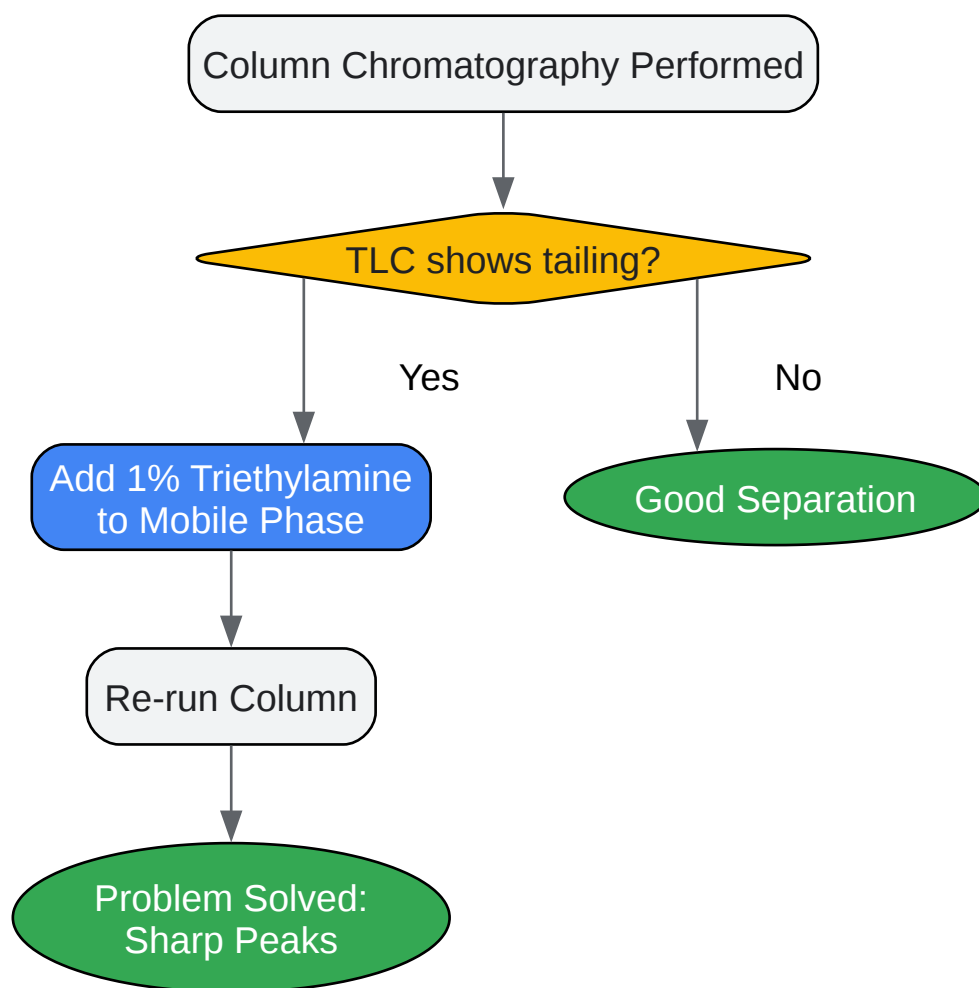 Column Chromatography Performed
TLC shows tailing?
Yes
No
Add 1% Triethylamine
to Mobile Phase
Good Separation
Re-run Column
Problem Solved:
Sharp Peaks